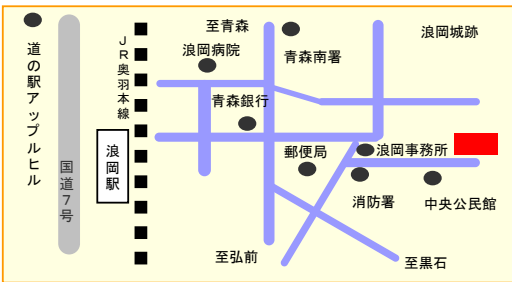 至青森
浪岡城跡
浪岡病院
青森南署
道の駅アップルヒル
JR奥羽本線
青森銀行
国道7号
浪岡駅
郵便局
浪岡事務所
消防署
中央公民館
至弘前
至黒石